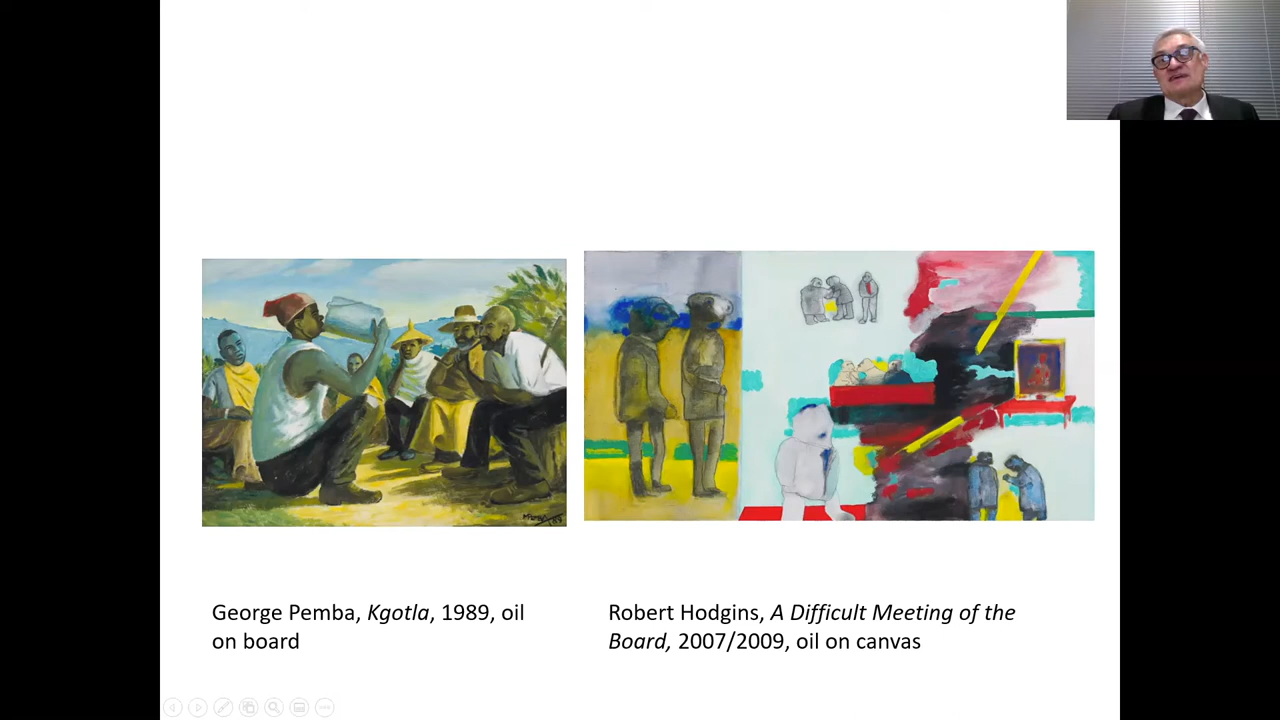 George Pemba, Kgotla, 1989, oil
on board
Robert Hodgins, A Difficult Meeting of the
Board, 2007/2009, oil on canvas